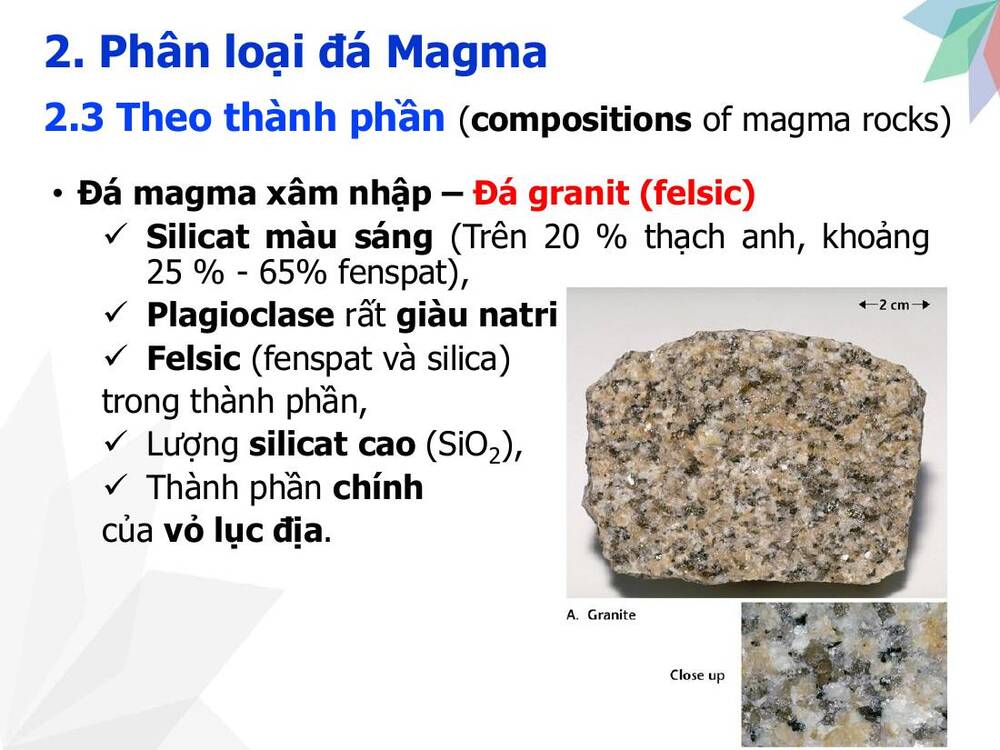 2. Phân loại đá Magma
2.3 Theo thành phần (compositions of magma rocks)
• Đá magma xâm nhập – Đá granit (felsic)
✓ Silicat màu sáng (Trên 20 % thạch anh, khoảng
25 % - 65% fenspat),
✓ Plagioclase rất giàu natri
✓ Felsic (fenspat và silica)
trong thành phần,
✓ Lượng silicat cao (SiO₂),
✓ Thành phần chính
của vỏ lục địa.
2 cm
A. Granite
Close up